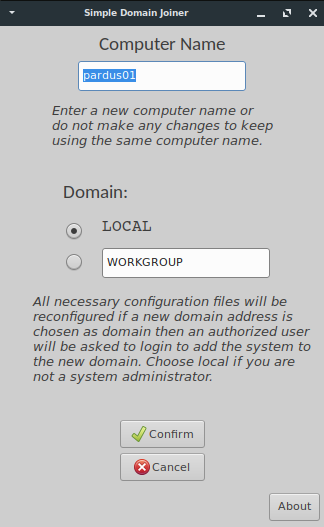 Simple Domain Joiner
Computer Name
pardus01
Enter a new computer name or
do not make any changes to keep
using the same computer name.
Domain:
LOCAL
WORKGROUP
All necessary configuration files will be
reconfigured if a new domain address is
chosen as domain then an authorized user
will be asked to login to add the system to
the new domain. Choose local if you are
not a system administrator.
Confirm
Cancel
About